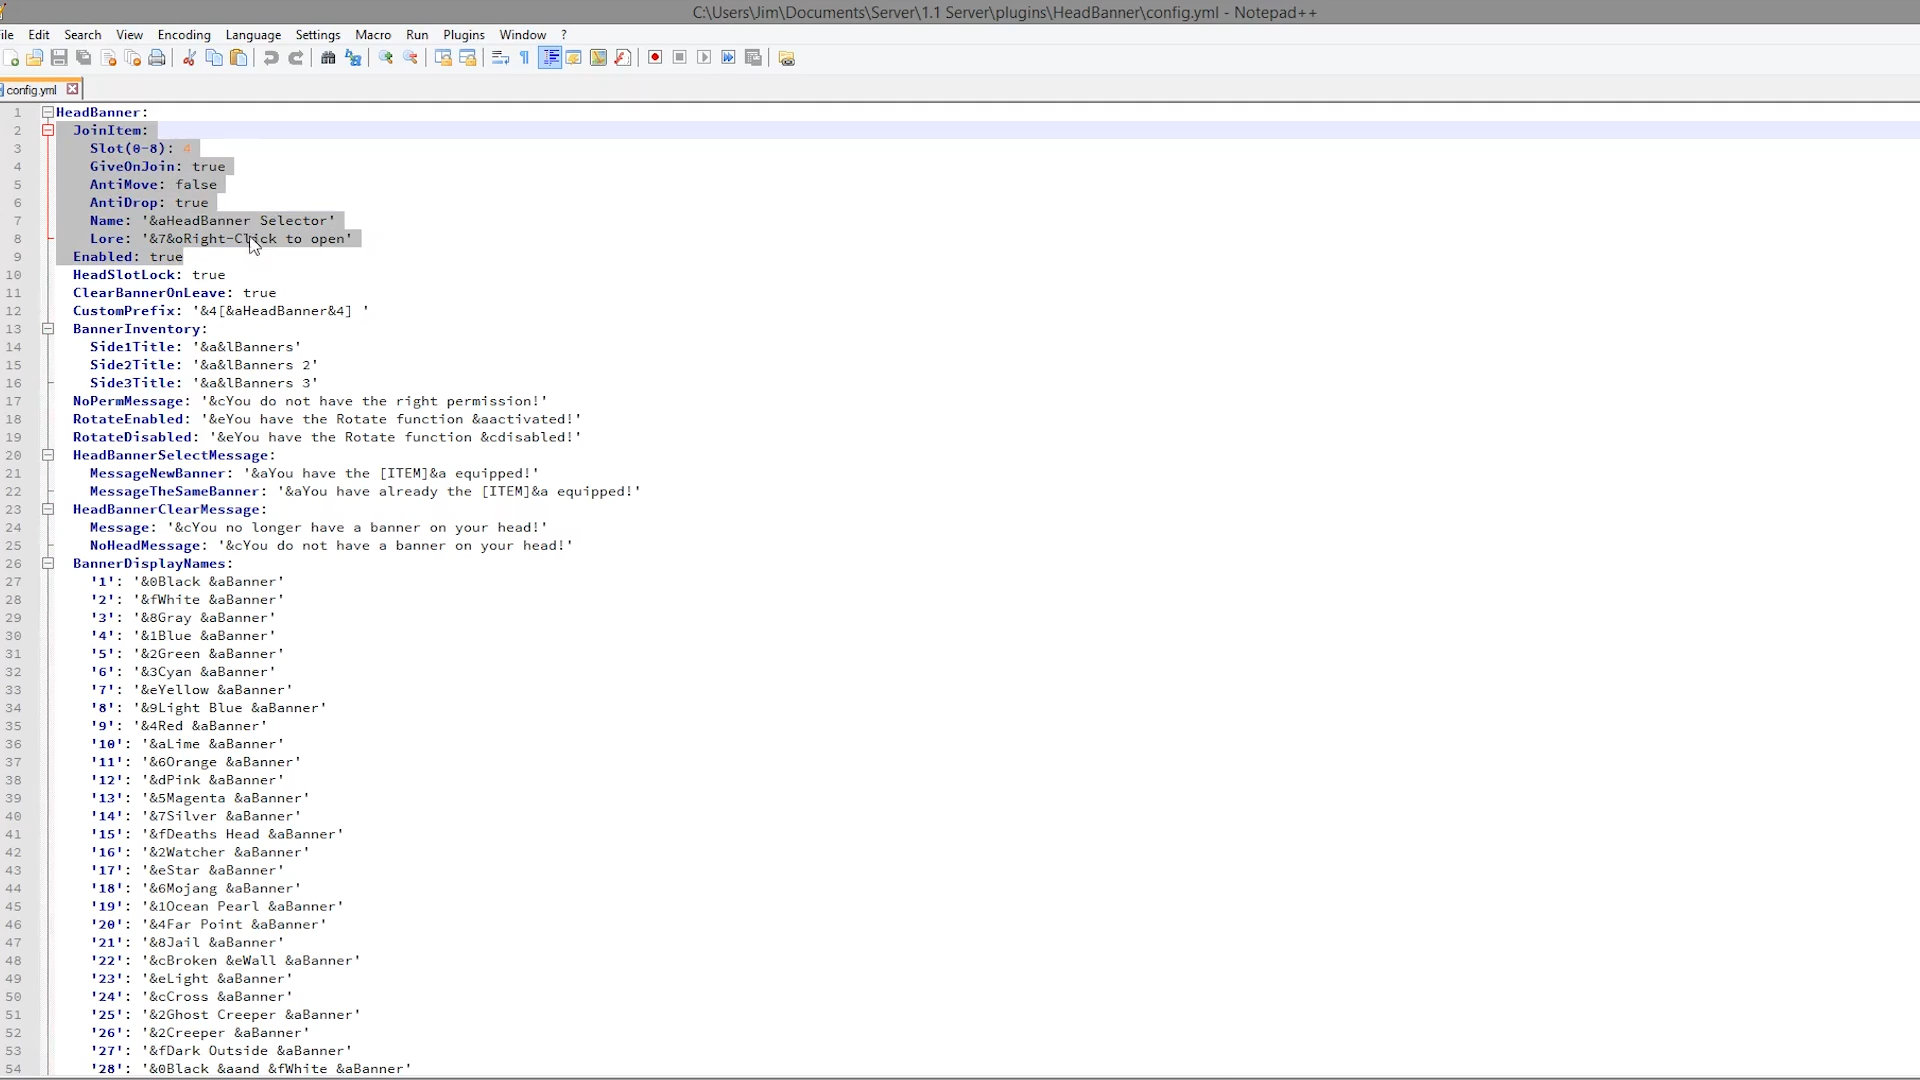 C:\Users\Jim\Documents\Server\1.1 Server\plugins\HeadBanner\config.yml - Notepad++
ile Edit Search View Encoding Language Settings Macro Run Plugins Window ?
config.yml
1 HeadBanner:
2 JoinItem:
3 Slot(0-8): 4
4 GiveOnJoin: true
5 AntiMove: false
6 AntiDrop: true
7 Name: '&aHeadBanner Selector'
8 Lore: '&7&oRight-Click to open'
9 Enabled: true
10 HeadSlotLock: true
11 ClearBannerOnLeave: true
12 CustomPrefix: '&4[&aHeadBanner&4] '
13 BannerInventory:
14 Side1Title: '&a&lBanners'
15 Side2Title: '&a&lBanners 2'
16 Side3Title: '&a&lBanners 3'
17 NoPermMessage: '&cYou do not have the right permission!'
18 RotateEnabled: '&eYou have the Rotate function &aactivated!'
19 RotateDisabled: '&eYou have the Rotate function &cdisabled!'
20 HeadBannerSelectMessage:
21 MessageNewBanner: '&aYou have the [ITEM]&a equipped!'
22 MessageTheSameBanner: '&aYou have already the [ITEM]&a equipped!'
23 HeadBannerClearMessage:
24 Message: '&cYou no longer have a banner on your head!'
25 NoHeadMessage: '&cYou do not have a banner on your head!'
26 BannerDisplayNames:
27 '1': '&0Black &aBanner'
28 '2': '&fWhite &aBanner'
29 '3': '&8Gray &aBanner'
30 '4': '&1Blue &aBanner'
31 '5': '&2Green &aBanner'
32 '6': '&3Cyan &aBanner'
33 '7': '&eYellow &aBanner'
34 '8': '&9Light Blue &aBanner'
35 '9': '&4Red &aBanner'
36 '10': '&aLime &aBanner'
37 '11': '&6Orange &aBanner'
38 '12': '&dPink &aBanner'
39 '13': '&5Magenta &aBanner'
40 '14': '&7Silver &aBanner'
41 '15': '&fDeaths Head &aBanner'
42 '16': '&2Watcher &aBanner'
43 '17': '&eStar &aBanner'
44 '18': '&6Mojang &aBanner'
45 '19': '&1Ocean Pearl &aBanner'
46 '20': '&4Far Point &aBanner'
47 '21': '&8Jail &aBanner'
48 '22': '&cBroken &eWall &aBanner'
49 '23': '&eLight &aBanner'
50 '24': '&cCross &aBanner'
51 '25': '&2Ghost Creeper &aBanner'
52 '26': '&2Creeper &aBanner'
53 '27': '&fDark Outside &aBanner'
54 '28': '&0Black &aand &fWhite &aBanner'